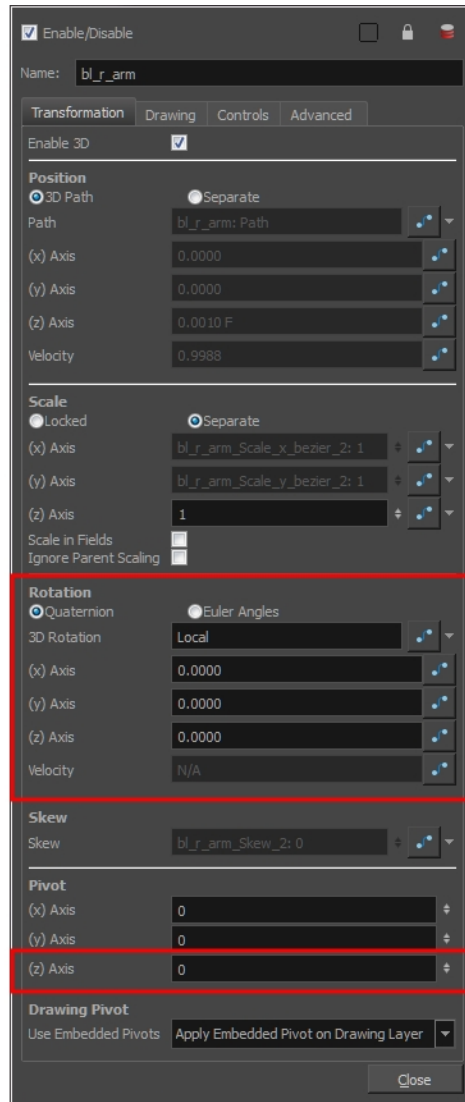 Enable/Disable
Name: bl_r_arm
Transformation Drawing Controls Advanced
Enable 3D
Position
3D Path Separate
Path bl_r_arm: Path
(x) Axis 0.0000
(y) Axis 0.0000
(z) Axis 0.0010 F
Velocity 0.9988
Scale
Locked Separate
(x) Axis bl_r_arm_Scale_x_bezier_2: 1
(y) Axis bl_r_arm_Scale_y_bezier_2: 1
(z) Axis 1
Scale in Fields
Ignore Parent Scaling
Rotation
Quaternion Euler Angles
3D Rotation Local
(x) Axis 0.0000
(y) Axis 0.0000
(z) Axis 0.0000
Velocity N/A
Skew
Skew bl_r_arm_Skew_2: 0
Pivot
(x) Axis 0
(y) Axis 0
(z) Axis 0
Drawing Pivot
Use Embedded Pivots Apply Embedded Pivot on Drawing Layer
Close